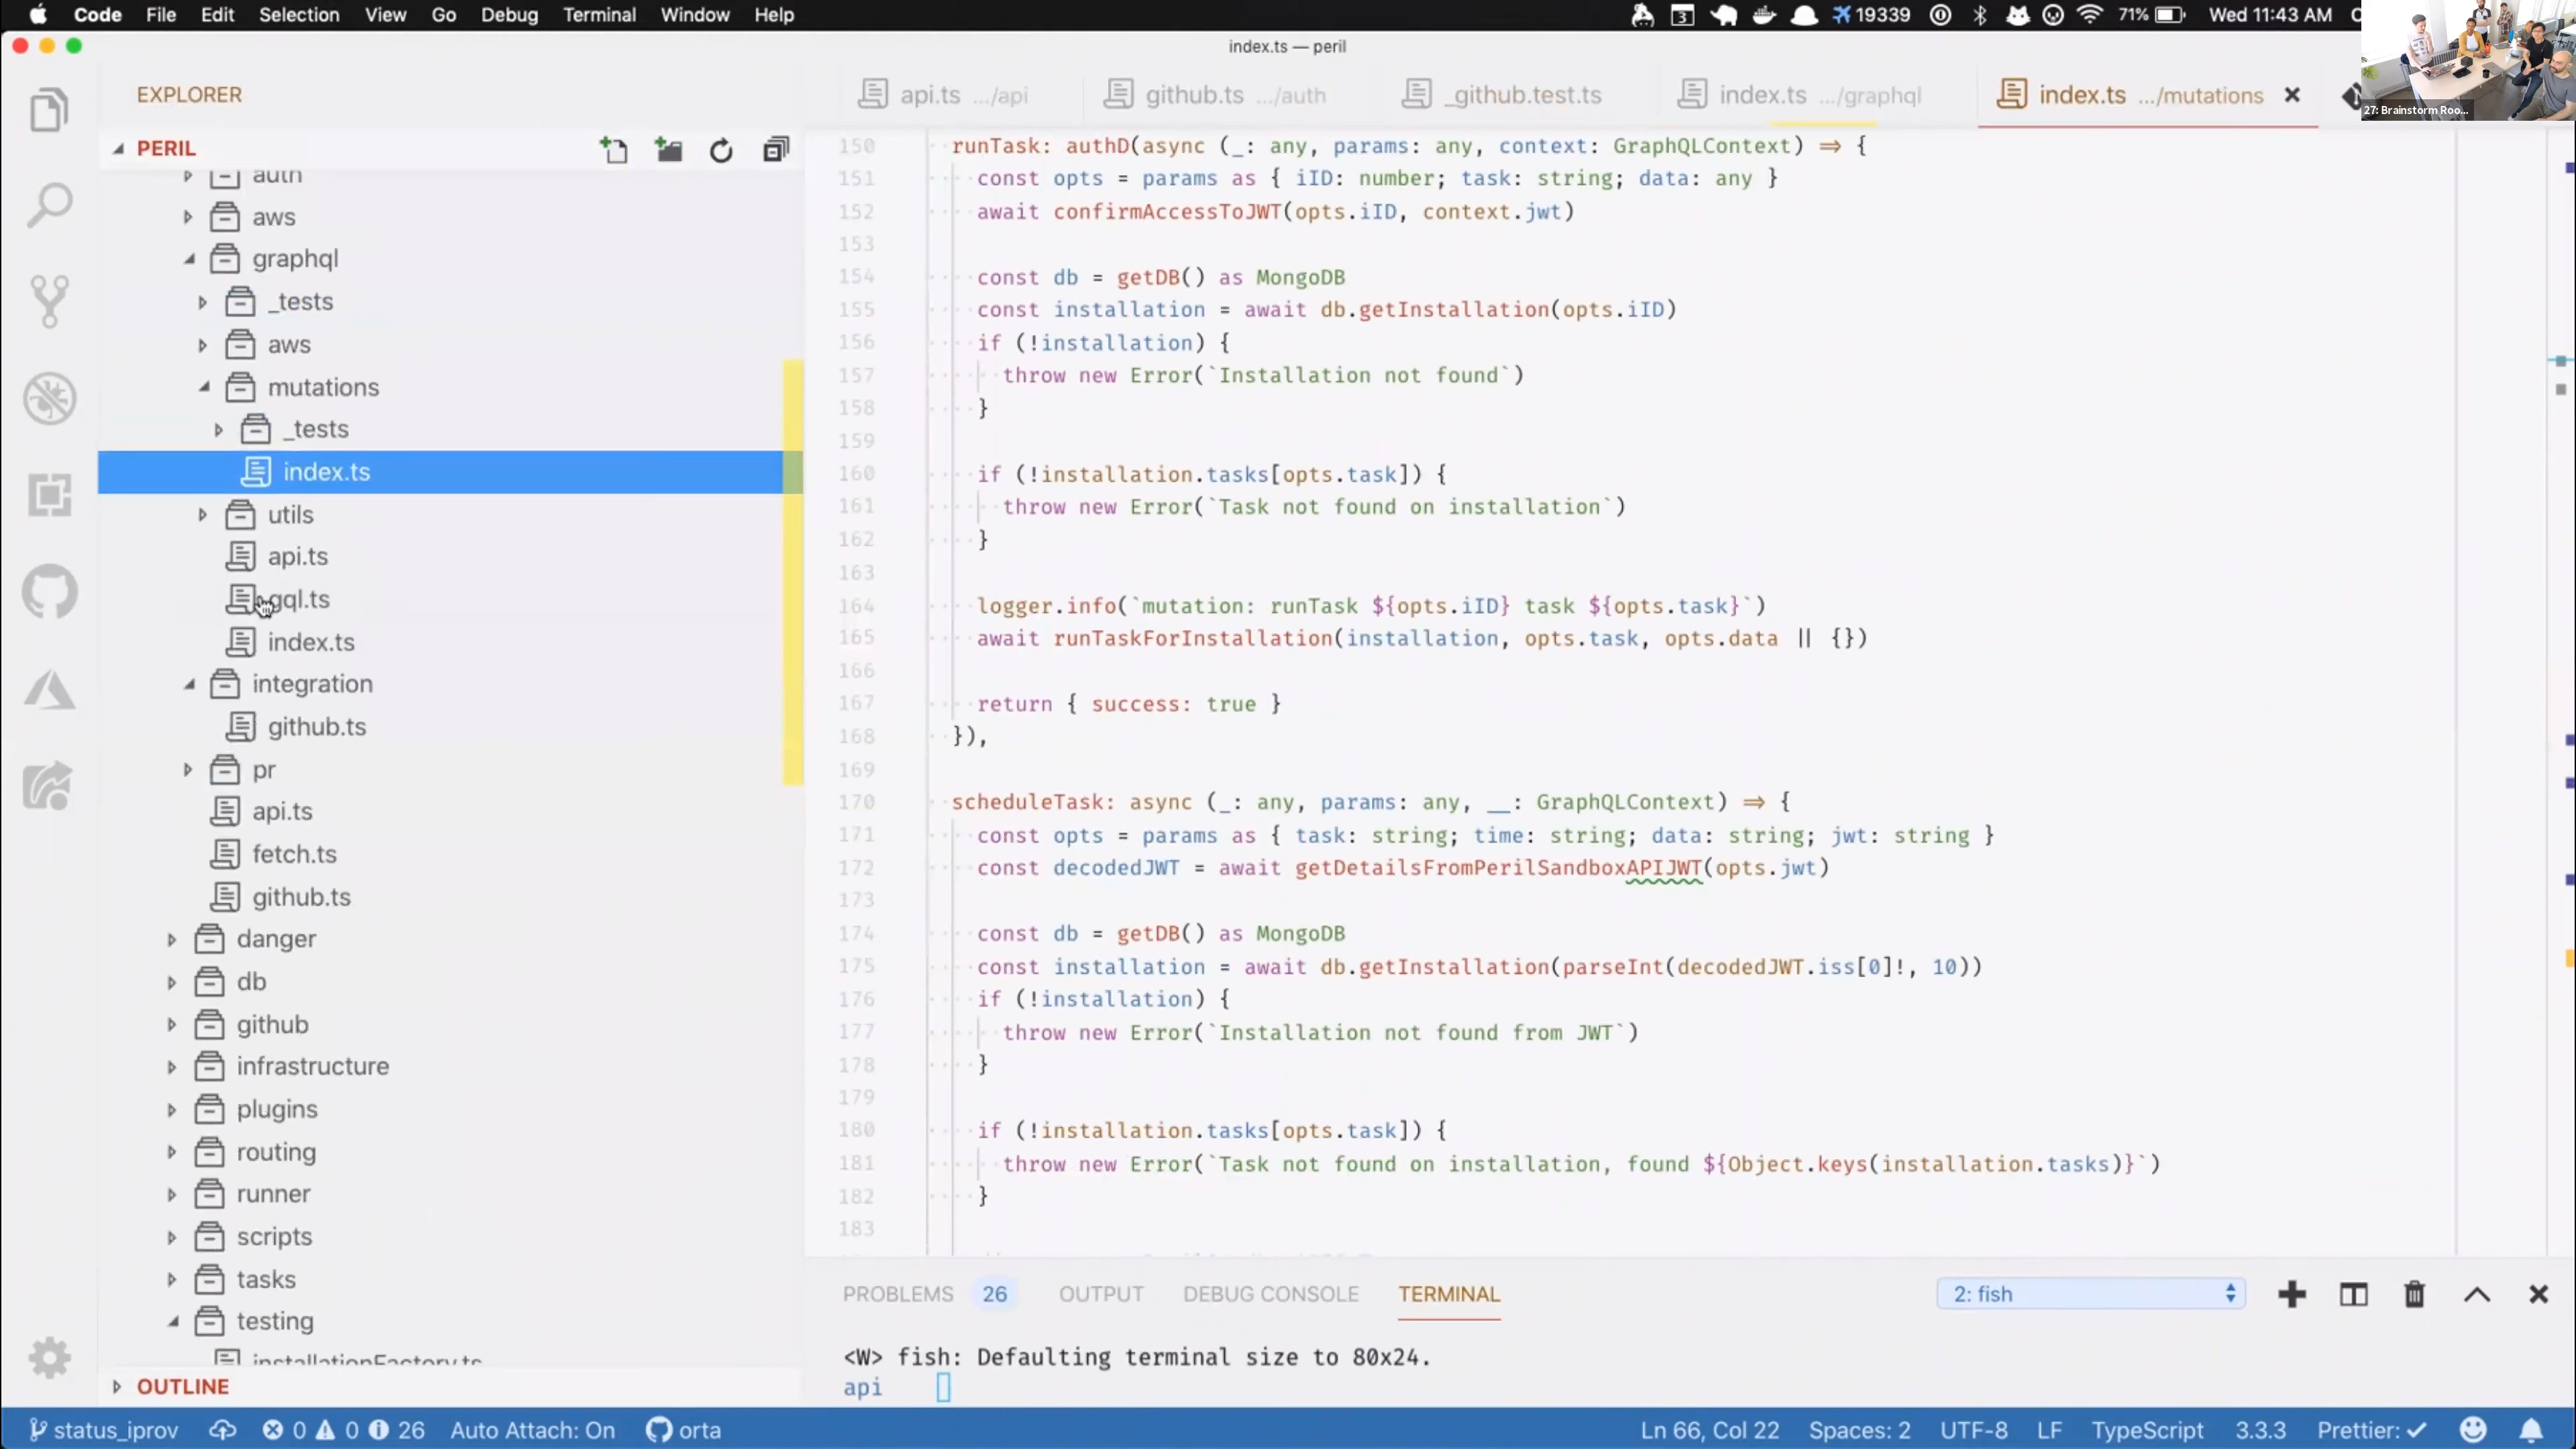 Code File Edit Selection View Go Debug Terminal Window Help 3 19339 71% Wed 11:43 AM
index.ts — peril
27: Brainstorm Roo...
EXPLORER
PERIL
auth
aws
graphql
_tests
aws
mutations
_tests
index.ts
utils
api.ts
gql.ts
index.ts
integration
github.ts
pr
api.ts
fetch.ts
github.ts
danger
db
github
infrastructure
plugins
routing
runner
scripts
tasks
testing
installationFactory.ts
OUTLINE
api.ts .../api github.ts .../auth _github.test.ts index.ts .../graphql index.ts .../mutations
150 runTask: authD(async (_: any, params: any, context: GraphQLContext) ⇒ {
151 const opts = params as { iID: number; task: string; data: any }
152 await confirmAccessToJWT(opts.iID, context.jwt)
153
154 const db = getDB() as MongoDB
155 const installation = await db.getInstallation(opts.iID)
156 if (!installation) {
157 throw new Error(`Installation not found`)
158 }
159
160 if (!installation.tasks[opts.task]) {
161 throw new Error(`Task not found on installation`)
162 }
163
164 logger.info(`mutation: runTask ${opts.iID} task ${opts.task}`)
165 await runTaskForInstallation(installation, opts.task, opts.data || {})
166
167 return { success: true }
168 }),
169
170 scheduleTask: async (_: any, params: any, __: GraphQLContext) ⇒ {
171 const opts = params as { task: string; time: string; data: string; jwt: string }
172 const decodedJWT = await getDetailsFromPerilSandboxAPIJWT(opts.jwt)
173
174 const db = getDB() as MongoDB
175 const installation = await db.getInstallation(parseInt(decodedJWT.iss[0]!, 10))
176 if (!installation) {
177 throw new Error(`Installation not found from JWT`)
178 }
179
180 if (!installation.tasks[opts.task]) {
181 throw new Error(`Task not found on installation, found ${Object.keys(installation.tasks)}`)
182 }
183
PROBLEMS 26 OUTPUT DEBUG CONSOLE TERMINAL 2: fish
<W> fish: Defaulting terminal size to 80x24.
api
status_iprov 0 0 26 Auto Attach: On orta Ln 66, Col 22 Spaces: 2 UTF-8 LF TypeScript 3.3.3 Prettier: ✓